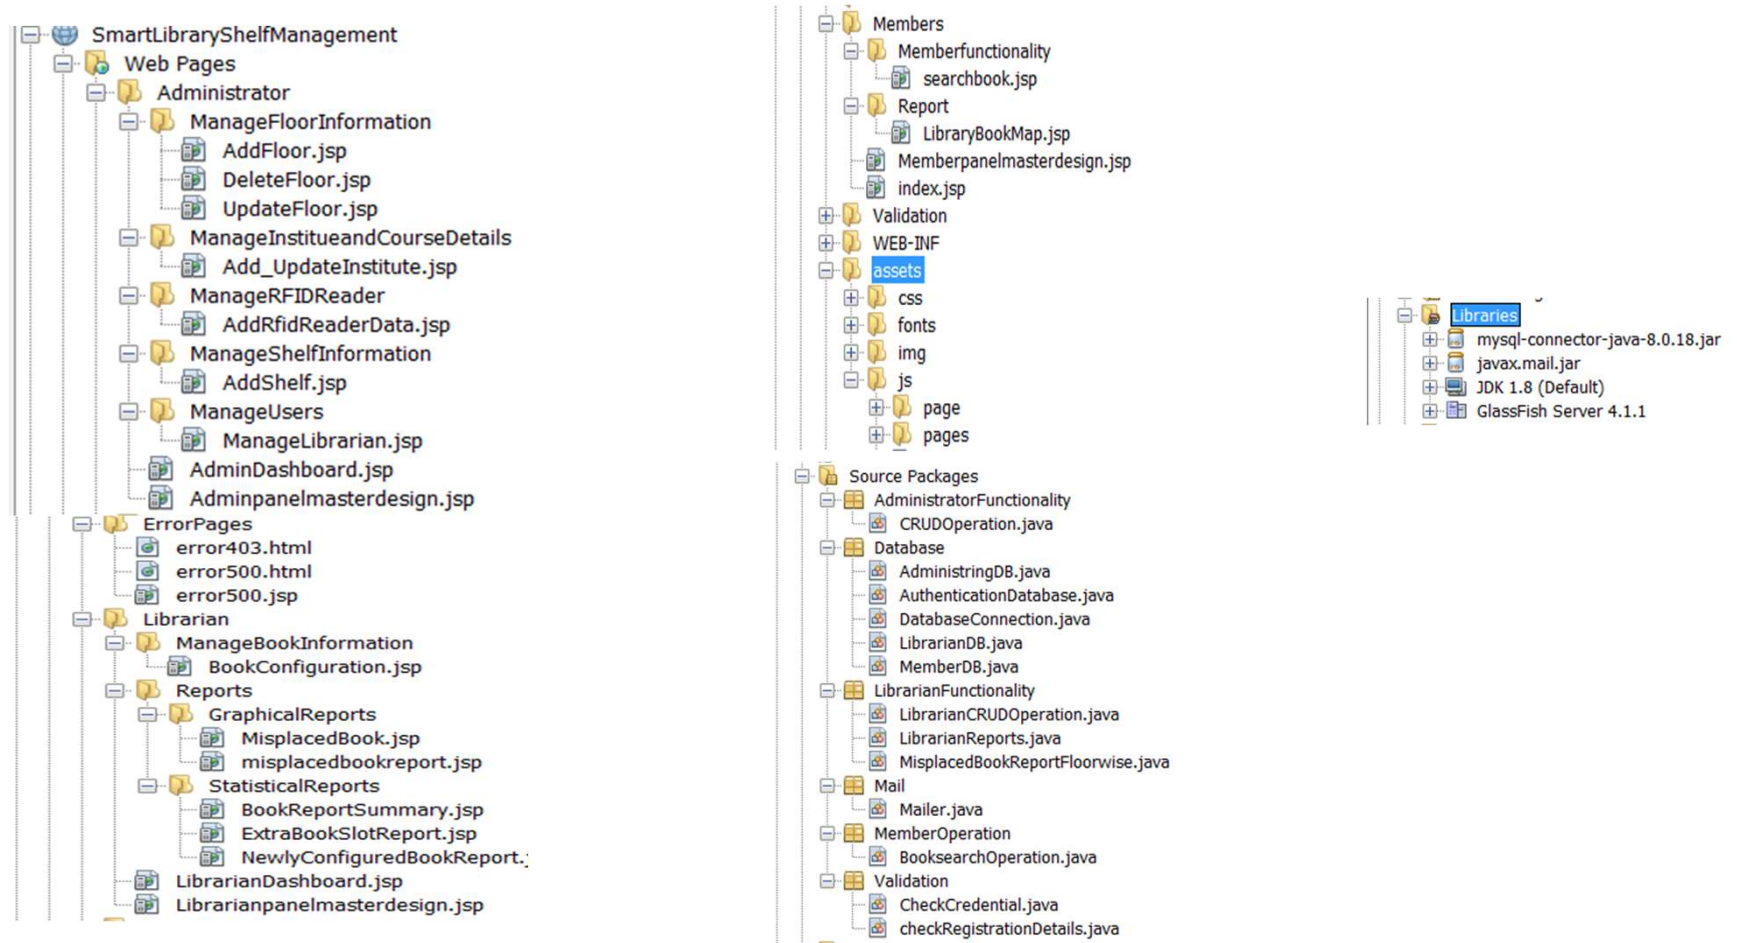 SmartLibraryShelfManagement
Web Pages
Administrator
ManageFloorInformation
AddFloor.jsp
DeleteFloor.jsp
UpdateFloor.jsp
ManageInstitueandCourseDetails
Add_UpdateInstitute.jsp
ManageRFIDReader
AddRfidReaderData.jsp
ManageShelfInformation
AddShelf.jsp
ManageUsers
ManageLibrarian.jsp
AdminDashboard.jsp
Adminpanelmasterdesign.jsp
ErrorPages
error403.html
error500.html
error500.jsp
Librarian
ManageBookInformation
BookConfiguration.jsp
Reports
GraphicalReports
MisplacedBook.jsp
misplacedbookreport.jsp
StatisticalReports
BookReportSummary.jsp
ExtraBookSlotReport.jsp
NewlyConfiguredBookReport.
LibrarianDashboard.jsp
Librarianpanelmasterdesign.jsp
Members
Memberfunctionality
searchbook.jsp
Report
LibraryBookMap.jsp
Memberpanelmasterdesign.jsp
index.jsp
Validation
WEB-INF
assets
css
fonts
img
js
page
pages
Source Packages
AdministratorFunctionality
CRUDOperation.java
Database
AdministringDB.java
AuthenticationDatabase.java
DatabaseConnection.java
LibrarianDB.java
MemberDB.java
LibrarianFunctionality
LibrarianCRUDOperation.java
LibrarianReports.java
MisplacedBookReportFloorwise.java
Mail
Mailer.java
MemberOperation
BooksearchOperation.java
Validation
CheckCredential.java
checkRegistrationDetails.java
Libraries
mysql-connector-java-8.0.18.jar
javax.mail.jar
JDK 1.8 (Default)
GlassFish Server 4.1.1